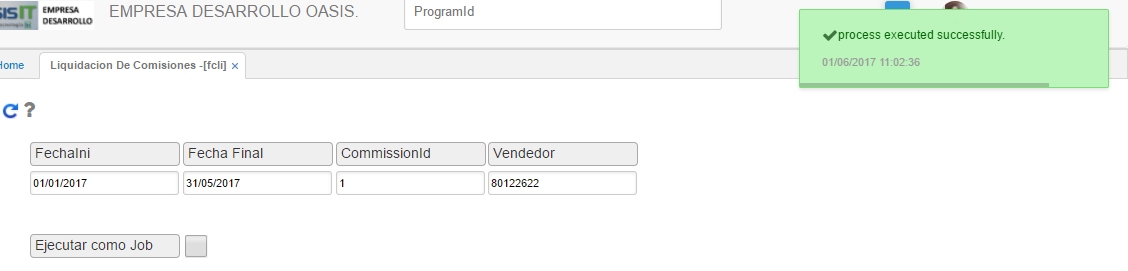 EMPRESA
DESARROLLO
EMPRESA DESARROLLO OASIS.
ProgramId
process executed successfully.
01/06/2017 11:02:36
Home
Liquidacion De Comisiones -[fcli] ×
?
FechaIni
Fecha Final
CommissionId
Vendedor
01/01/2017
31/05/2017
1
80122622
Ejecutar como Job